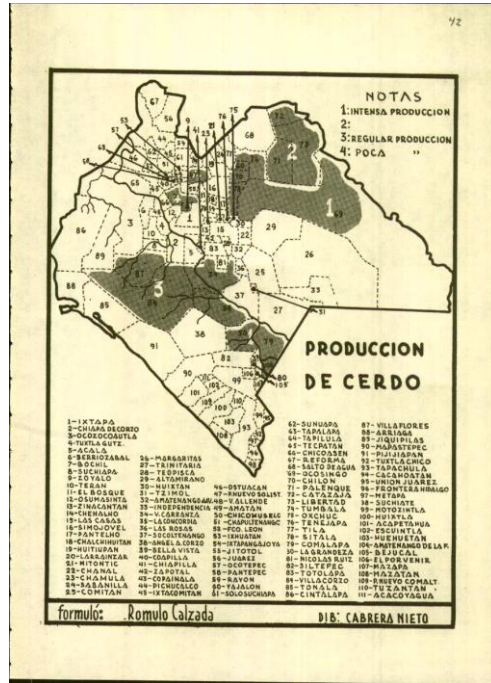 42
NOTAS
1:INTENSA PRODUCCION
2:
3:REGULAR PRODUCCION
4: POCA "
PRODUCCION
DE CERDO
1-IXTAPA
2-CHIAPA DE CORZO
3-OCOZOCOAUTLA
4-TUXTLA GUTZ.
5-ACALA
6-BERRIOZABAL
7-BOCHIL
8-SUCHIAPA
9-ZOYALO
10-TERAN
11-EL BOSQUE
12-OSUMASINTA
13-ZINACANTAN
14-CHENALHO
15-LAS CASAS
16-SIMOJOVEL
17-PANTELHO
18-CHALCHIHUITAN
19-HUITIUPAN
20-LARRAINZAR
21-MITONTIC
22-CHANAL
23-CHAMULA
24-SABANILLA
25-COMITAN
26-MARGARITAS
27-TRINITARIA
28-TEOPISCA
29-ALTAMIRANO
30-HUIXTAN
31-TZIMOL
32-AMATENANGO
33-INDEPENDENCIA
34-V. CARRANZA
35-LA CONCORDIA
36-LAS ROSAS
37-SOCOLTENANGO
38-ANGEL A. CORZO
39-BELLA VISTA
40-COAPILLA
41-CHIAPILLA
42-ZAPOTAL
43-COPAINALA
44-PICHUCALCO
45-IXTACOMITAN
46-OSTUACAN
47-RNUEVO SOLIST.
48-V. ALLENDE
49-AMATAN
50-CHICOMUSELO
51-CHAPULTENANGO
52-FCO. LEON
53-IXHUATAN
54-IXTAPANGAJOYA
55-JITOTOL
56-JUAREZ
57-OCOTEPEC
58-PANTEPEC
59-RAYON
60-YAJALON
61-SOLOSUCHIAPA
62-SUNUAPA
63-TAPALAPA
64-TAPILULA
65-TECPATAN
66-CHICOASEN
67-REFORMA
68-SALTO DE AGUA
69-OCOSINGO
70-CHILON
71-PALENQUE
72-CATAZAJA
73-LIBERTAD
74-TUMBALA
75-OXCHUC
76-TENEJAPA
77-TILA
78-SITALA
79-COMALAPA
80-LA GRANDEZA
81-NICOLAS RUIZ
82-SILTEPEC
83-TOTOLAPA
84-VILLACORZO
85-TONALA
86-CINTALAPA
87-VILLAFLORES
88-ARRIAGA
89-JIQUIPILAS
90-MAPASTEPEC
91-PIJIJIAPAN
92-TUXTLACHICO
93-TAPACHULA
94-CACAHOATAN
95-UNION JUAREZ
96-FRONTERA HIDALGO
97-METAPA
98-SUCHIATE
99-MOTOZINTLA
100-HUIXTLA
101-ACAPETAHUA
102-ESCUINTLA
103-HUEHUETAN
104-AMATENANGO DE LA F.
105-BEJUCAL
106-EL PORVENIR
107-MAZAPA
108-MAZATAN
109-NUEVO COMALT.
110-TUZANTAN
111-ACACOYAGUA
formuló: Romulo Calzada
DIB: CABRERA NIETO